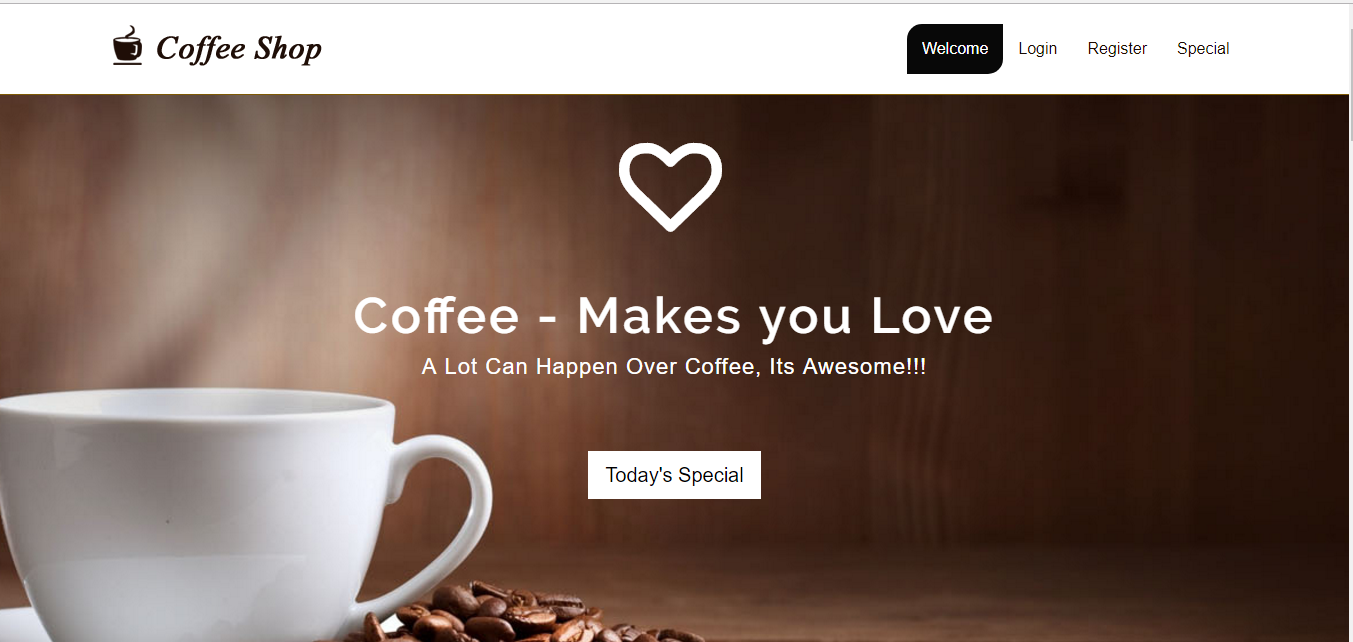 Coffee Shop
Welcome Login Register Special
Coffee - Makes you Love
A Lot Can Happen Over Coffee, Its Awesome!!!
Today's Special